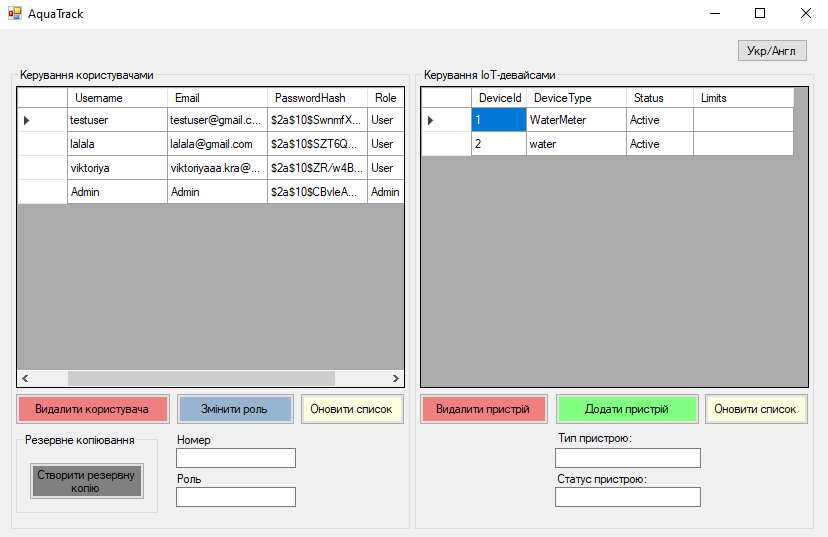 AquaTrack
Укр/Англ
Керування користувачами
Username Email PasswordHash Role
testuser testuser@gmail.c... $2a$10$SwnmfX... User
lalala lalala@gmail.com $2a$10$SZT6Q... User
viktoriya viktoriyaaa.kra@... $2a$10$ZR/w4B... User
Admin Admin $2a$10$CBvleA... Admin
Видалити користувача Змінити роль Оновити список
Резервне копіювання
Створити резервну
копію
Номер
Роль
Керування IoT-девайсами
DeviceId DeviceType Status Limits
1 WaterMeter Active
2 water Active
Видалити пристрій Додати пристрій Оновити список
Тип пристрою:
Статус пристрою: